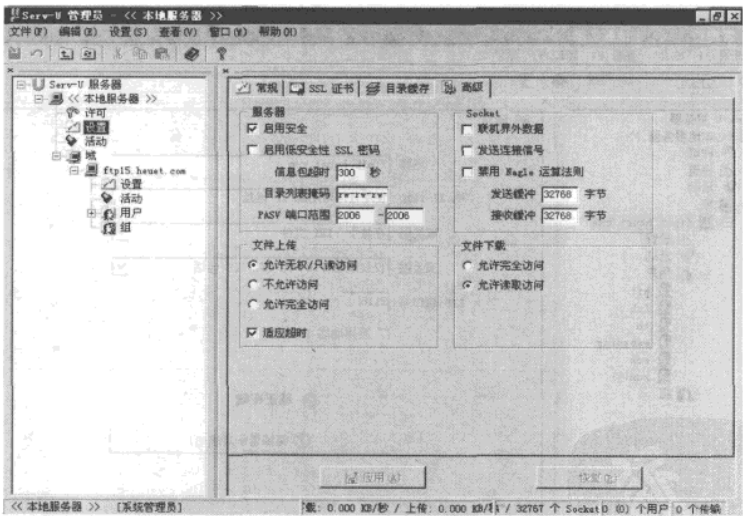 Serv-U 管理员 - << 本地服务器 >>
文件(F) 编辑(E) 设置(S) 查看(V) 窗口(W) 帮助(H)
Serv-U 服务器
<< 本地服务器 >>
许可
设置
活动
域
ftp15.heuet.com
设置
活动
用户
组
常规 SSL 证书 目录缓存 高级
服务器
启用安全
启用低安全性 SSL 密码
信息包超时 300 秒
目录列表掩码 rw-rw-rw-
PASV 端口范围 2006 - 2006
Socket
联机界外数据
发送连接信号
禁用 Nagle 运算法则
发送缓冲 32768 字节
接收缓冲 32768 字节
文件上传
允许无权/只读访问
不允许访问
允许完全访问
适应超时
文件下载
允许完全访问
允许读取访问
应用(A)
<< 本地服务器 >> [系统管理员]
载: 0.000 KB/秒 / 上传: 0.000 KB/ / 32767 个 Socket 0 (0) 个用户 0 个传输